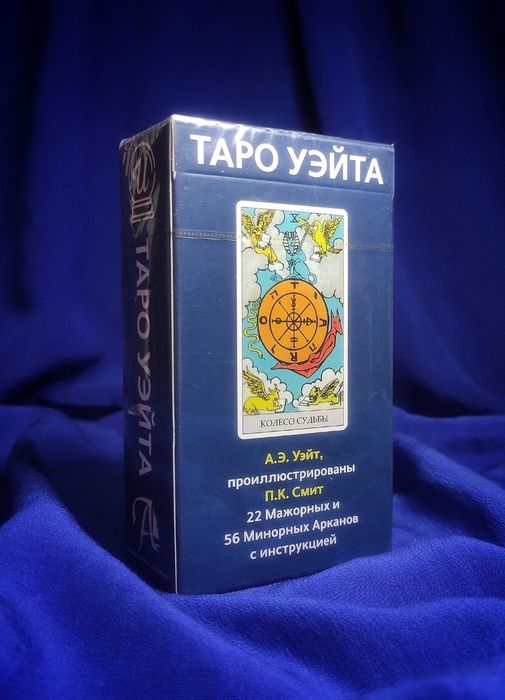 ТАРО УЭЙТА
X
КОЛЕСО СУДЬБЫ
А.Э. Уэйт,
проиллюстрированы
П.К. Смит
22 Мажорных и
56 Минорных Арканов
с инструкцией
ТАРО УЭЙТА